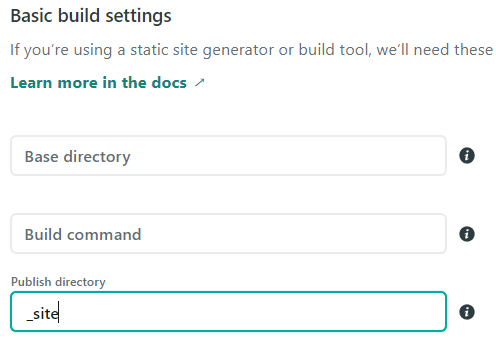 Basic build settings
If you're using a static site generator or build tool, we'll need these
Learn more in the docs ↗
Base directory
Build command
Publish directory
_site